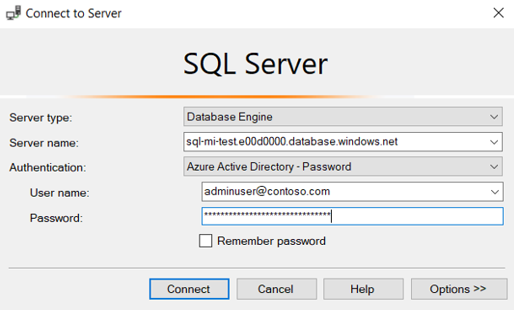 Connect to Server
SQL Server
Server type: Database Engine
Server name: sql-mi-test.e00d0000.database.windows.net
Authentication: Azure Active Directory - Password
User name: adminuser@contoso.com
Password: *******************************
Remember password
Connect Cancel Help Options >>